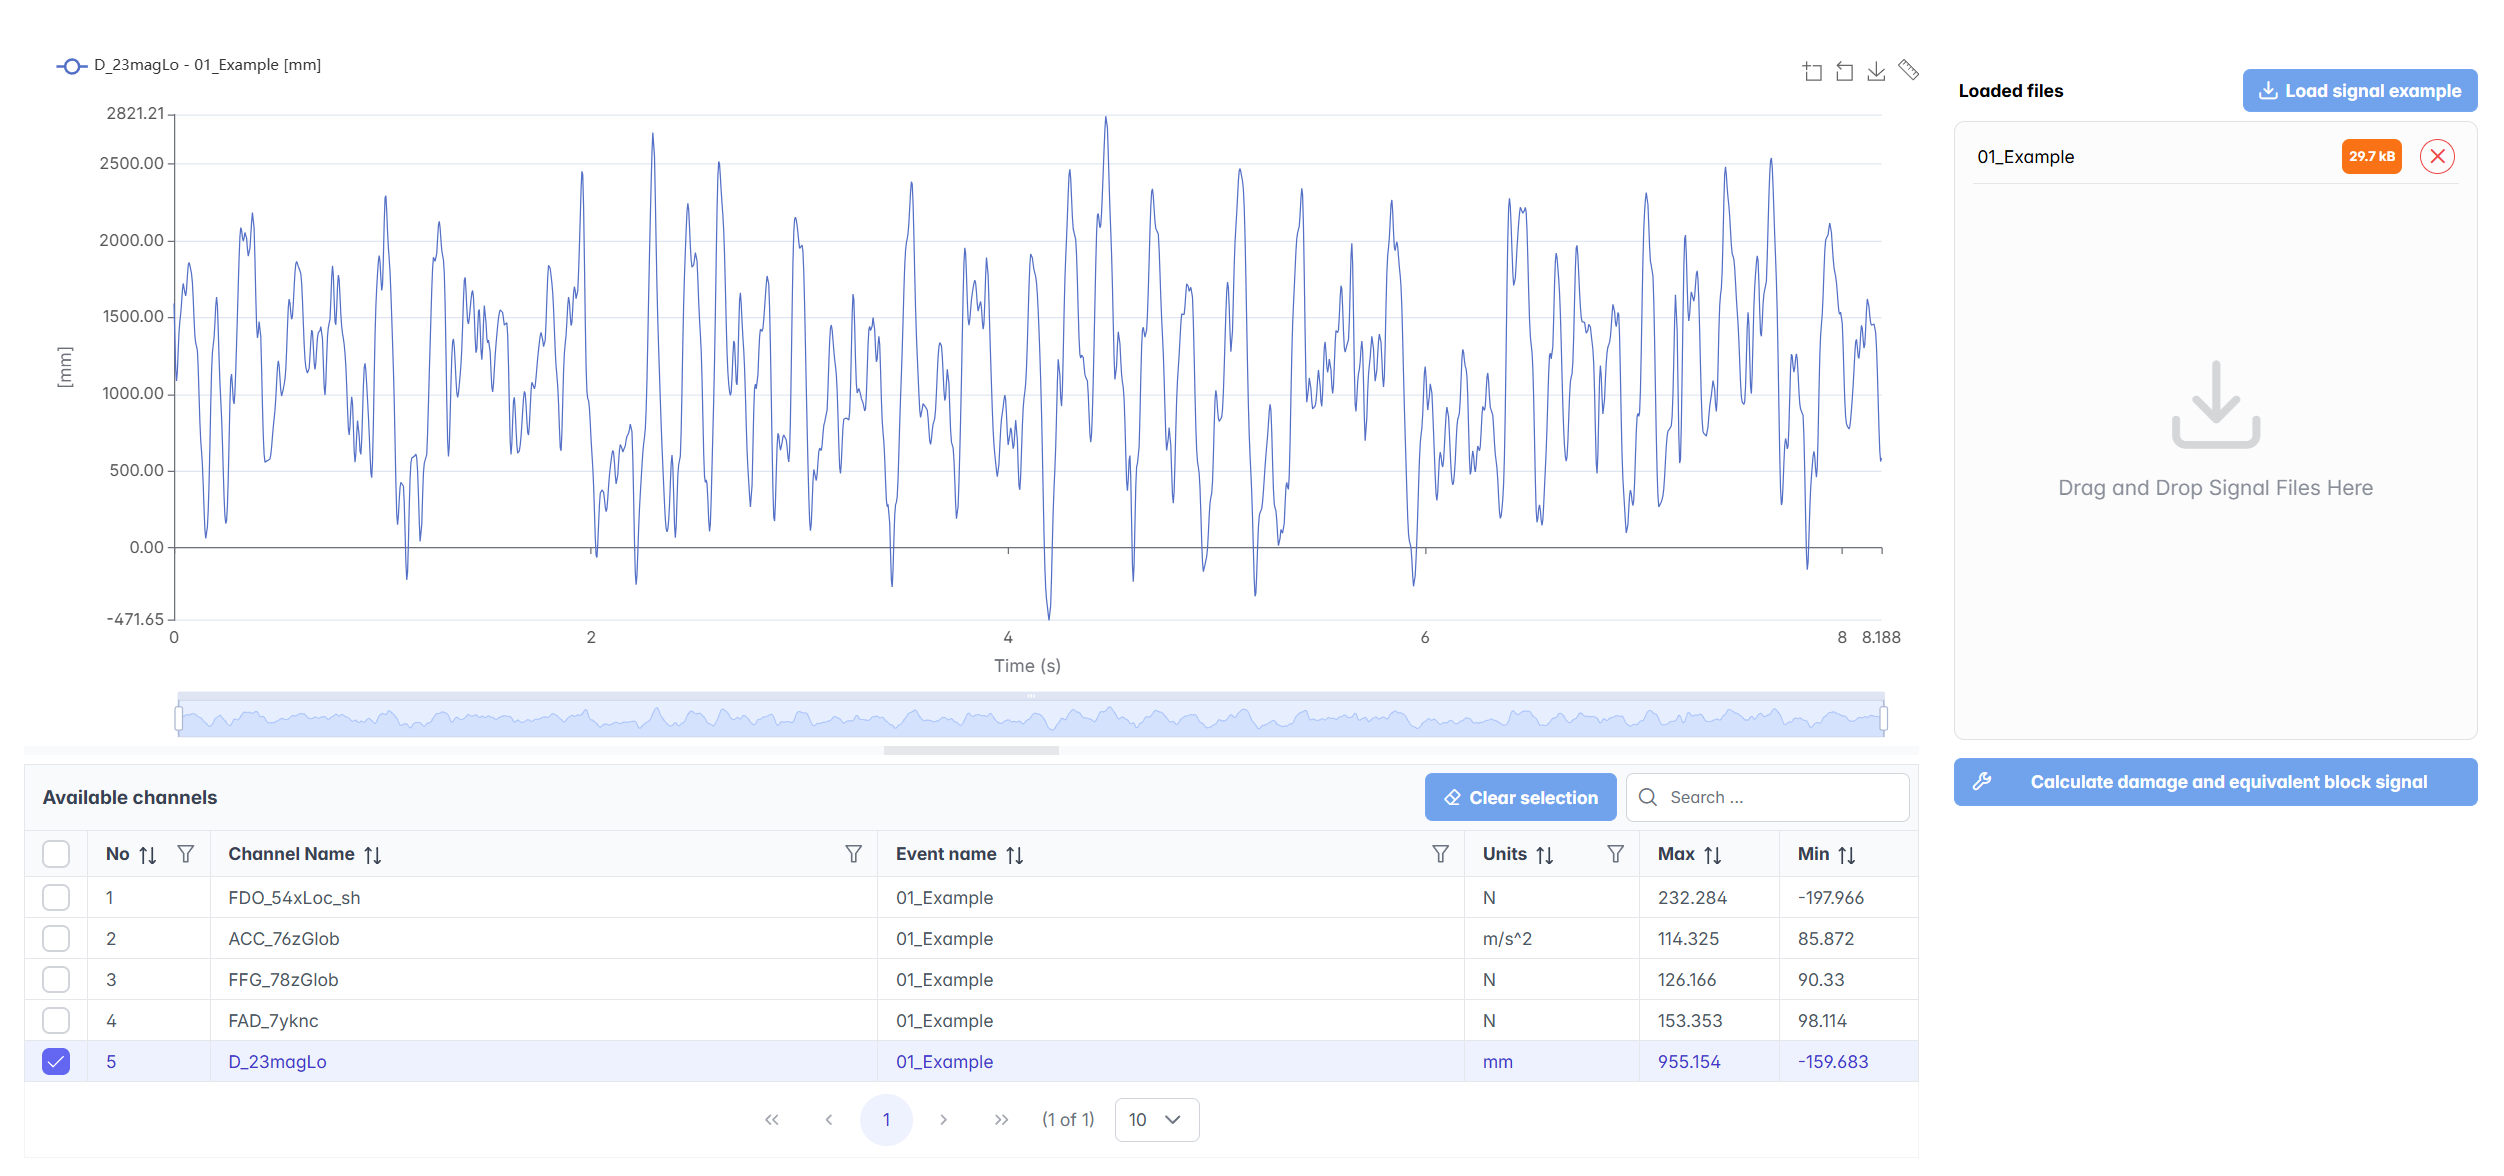 D_23magLo - 01_Example [mm]
2821.21
2500.00
2000.00
1500.00
1000.00
500.00
0.00
-471.65
[mm]
0 2 4 6 8 8.188
Time (s)
Loaded files
Load signal example
01_Example 29.7 kB
Drag and Drop Signal Files Here
Calculate damage and equivalent block signal
Available channels Clear selection Search ...
No Channel Name Event name Units Max Min
1 FDO_54xLoc_sh 01_Example N 232.284 -197.966
2 ACC_76zGlob 01_Example m/s^2 114.325 85.872
3 FFG_78zGlob 01_Example N 126.166 90.33
4 FAD_7yknc 01_Example N 153.353 98.114
5 D_23magLo 01_Example mm 955.154 -159.683
1 (1 of 1) 10